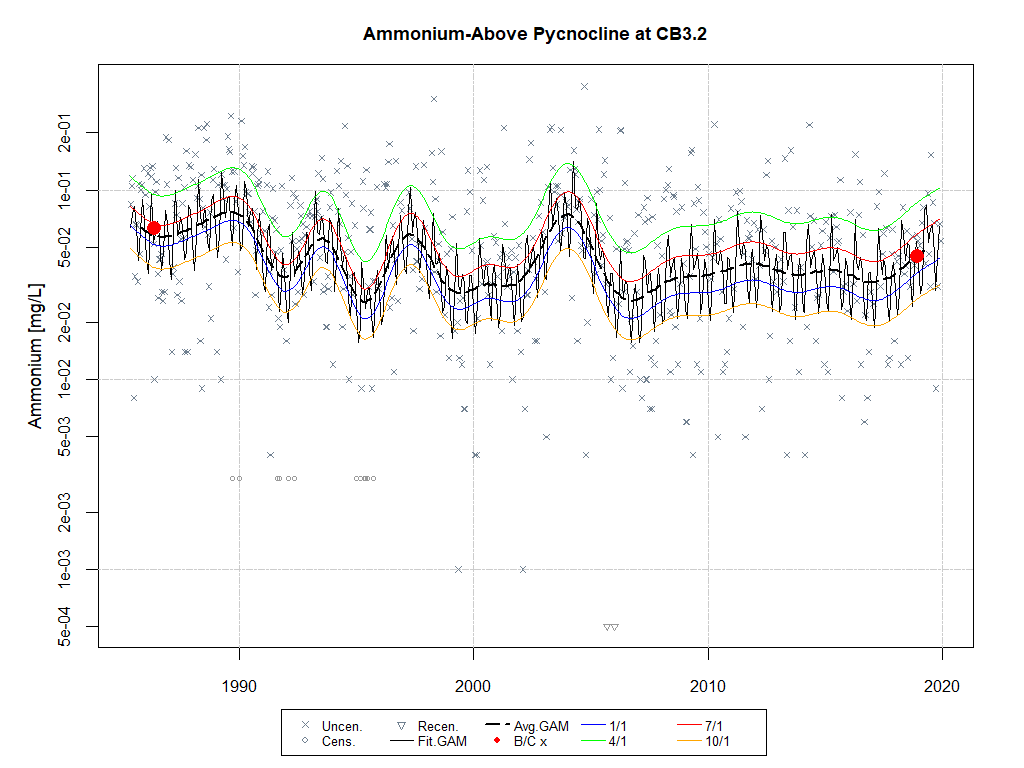 Ammonium-Above Pycnocline at CB3.2
Ammonium [mg/L]
2e-01
1e-01
5e-02
2e-02
1e-02
5e-03
2e-03
1e-03
5e-04
1990 2000 2010 2020
Uncen. Recen. Avg.GAM 1/1 7/1
Cens. Fit.GAM B/C x 4/1 10/1